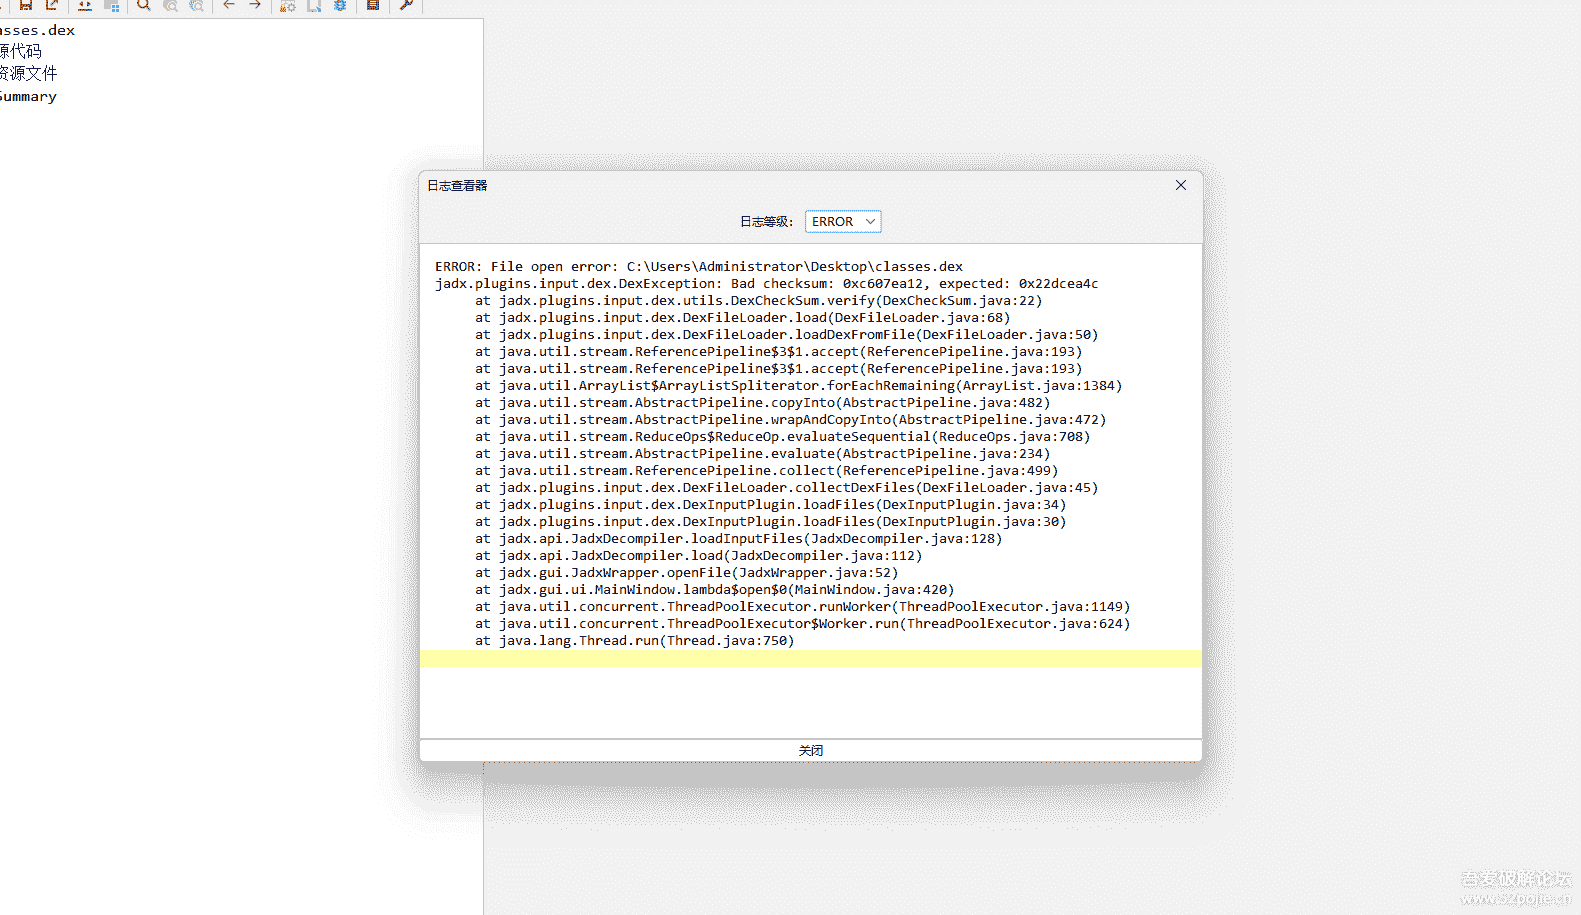 asses.dex
源代码
资源文件
Summary
日志查看器
日志等级: ERROR
ERROR: File open error: C:\Users\Administrator\Desktop\classes.dex
jadx.plugins.input.dex.DexException: Bad checksum: 0xc607ea12, expected: 0x22dcea4c
at jadx.plugins.input.dex.utils.DexCheckSum.verify(DexCheckSum.java:22)
at jadx.plugins.input.dex.DexFileLoader.load(DexFileLoader.java:68)
at jadx.plugins.input.dex.DexFileLoader.loadDexFromFile(DexFileLoader.java:50)
at java.util.stream.ReferencePipeline$3$1.accept(ReferencePipeline.java:193)
at java.util.stream.ReferencePipeline$3$1.accept(ReferencePipeline.java:193)
at java.util.ArrayList$ArrayListSpliterator.forEachRemaining(ArrayList.java:1384)
at java.util.stream.AbstractPipeline.copyInto(AbstractPipeline.java:482)
at java.util.stream.AbstractPipeline.wrapAndCopyInto(AbstractPipeline.java:472)
at java.util.stream.ReduceOps$ReduceOp.evaluateSequential(ReduceOps.java:708)
at java.util.stream.AbstractPipeline.evaluate(AbstractPipeline.java:234)
at java.util.stream.ReferencePipeline.collect(ReferencePipeline.java:499)
at jadx.plugins.input.dex.DexFileLoader.collectDexFiles(DexFileLoader.java:45)
at jadx.plugins.input.dex.DexInputPlugin.loadFiles(DexInputPlugin.java:34)
at jadx.plugins.input.dex.DexInputPlugin.loadFiles(DexInputPlugin.java:30)
at jadx.api.JadxDecompiler.loadInputFiles(JadxDecompiler.java:128)
at jadx.api.JadxDecompiler.load(JadxDecompiler.java:112)
at jadx.gui.JadxWrapper.openFile(JadxWrapper.java:52)
at jadx.gui.ui.MainWindow.lambda$open$0(MainWindow.java:420)
at java.util.concurrent.ThreadPoolExecutor.runWorker(ThreadPoolExecutor.java:1149)
at java.util.concurrent.ThreadPoolExecutor$Worker.run(ThreadPoolExecutor.java:624)
at java.lang.Thread.run(Thread.java:750)
关闭
吾爱破解论坛
www.52pojie.cn